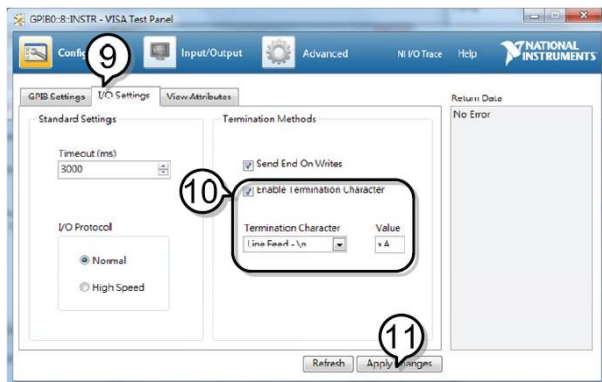 GPIB0::8::INSTR - VISA Test Panel
Config
Input/Output
Advanced
NI I/O Trace
Help
NATIONAL
INSTRUMENTS
9
GPIB Settings
I/O Settings
View Attributes
Return Data
No Error
Standard Settings
Timeout (ms)
3000
I/O Protocol
Normal
High Speed
Termination Methods
Send End On Writes
10
Enable Termination Character
Termination Character
Value
Line Feed - \n
xA
11
Refresh
Apply